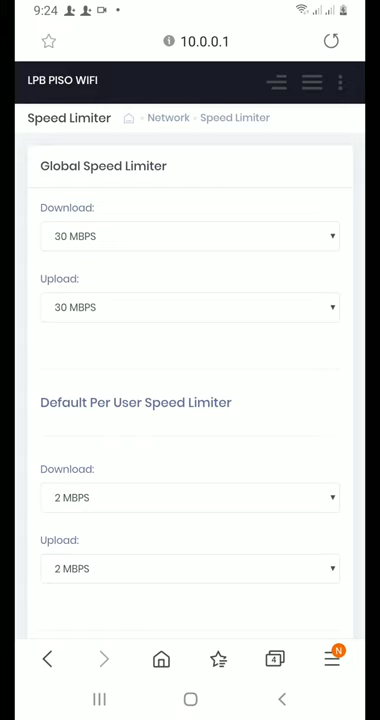 9:24
10.0.0.1
LPB PISO WIFI
Speed Limiter Network Speed Limiter
Global Speed Limiter
Download:
30 MBPS
Upload:
30 MBPS
Default Per User Speed Limiter
Download:
2 MBPS
Upload:
2 MBPS
4
N